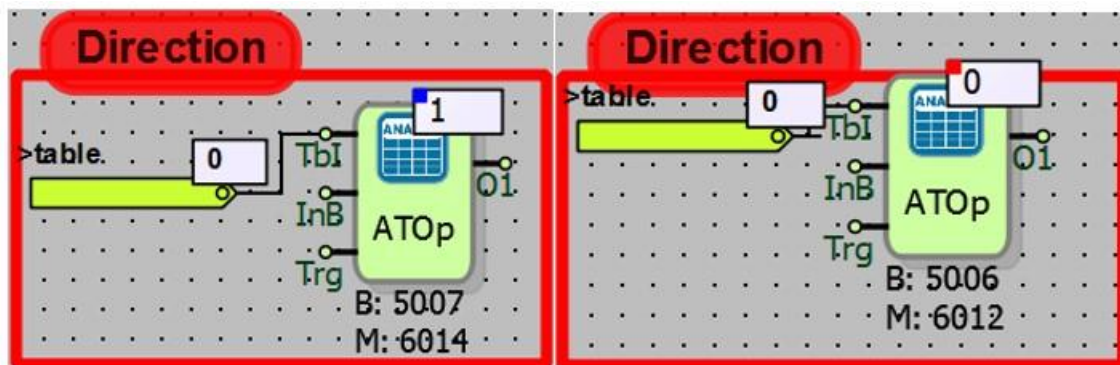 Direction
>table.
0
1
ANA
TbI
InB
Trg
O1
ATOp
B: 5007
M: 6014
Direction
>table.
0
0
ANA
TbI
InB
Trg
O1
ATOp
B: 5006
M: 6012